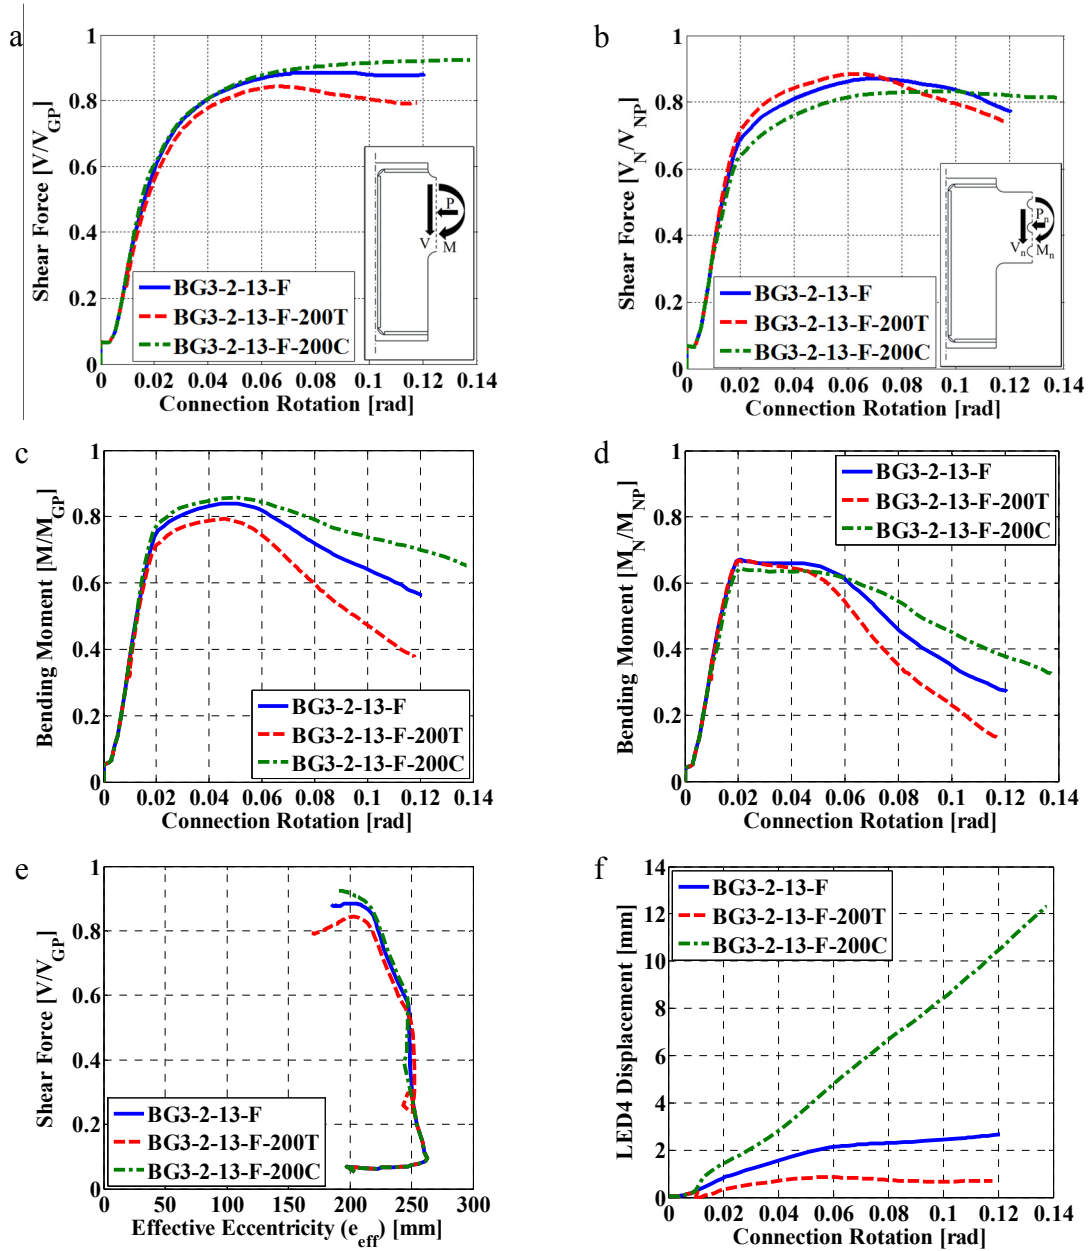 a
Shear Force [V/V_GP]
1
0.8
0.6
0.4
0.2
0
P
V
M
BG3-2-13-F
BG3-2-13-F-200T
BG3-2-13-F-200C
0 0.02 0.04 0.06 0.08 0.1 0.12 0.14
Connection Rotation [rad]
b
Shear Force [V_N/V_NP]
1
0.8
0.6
0.4
0.2
0
P_n
V_n
M_n
BG3-2-13-F
BG3-2-13-F-200T
BG3-2-13-F-200C
0 0.02 0.04 0.06 0.08 0.1 0.12 0.14
Connection Rotation [rad]
c
Bending Moment [M/M_GP]
1
0.8
0.6
0.4
0.2
0
BG3-2-13-F
BG3-2-13-F-200T
BG3-2-13-F-200C
0 0.02 0.04 0.06 0.08 0.1 0.12 0.14
Connection Rotation [rad]
d
Bending Moment [M_N/M_NP]
1
0.8
0.6
0.4
0.2
0
BG3-2-13-F
BG3-2-13-F-200T
BG3-2-13-F-200C
0 0.02 0.04 0.06 0.08 0.1 0.12 0.14
Connection Rotation [rad]
e
Shear Force [V/V_GP]
1
0.8
0.6
0.4
0.2
0
BG3-2-13-F
BG3-2-13-F-200T
BG3-2-13-F-200C
0 50 100 150 200 250 300
Effective Eccentricity (e_eff) [mm]
f
LED4 Displacement [mm]
14
12
10
8
6
4
2
0
BG3-2-13-F
BG3-2-13-F-200T
BG3-2-13-F-200C
0 0.02 0.04 0.06 0.08 0.1 0.12 0.14
Connection Rotation [rad]